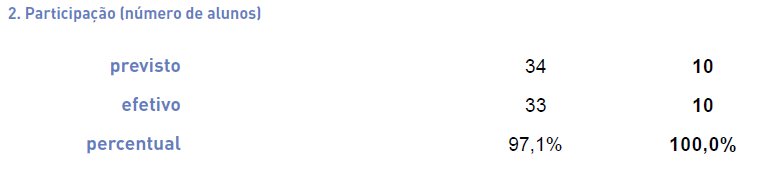 2. Participação (número de alunos)
previsto 34 10
efetivo 33 10
percentual 97,1% 100,0%